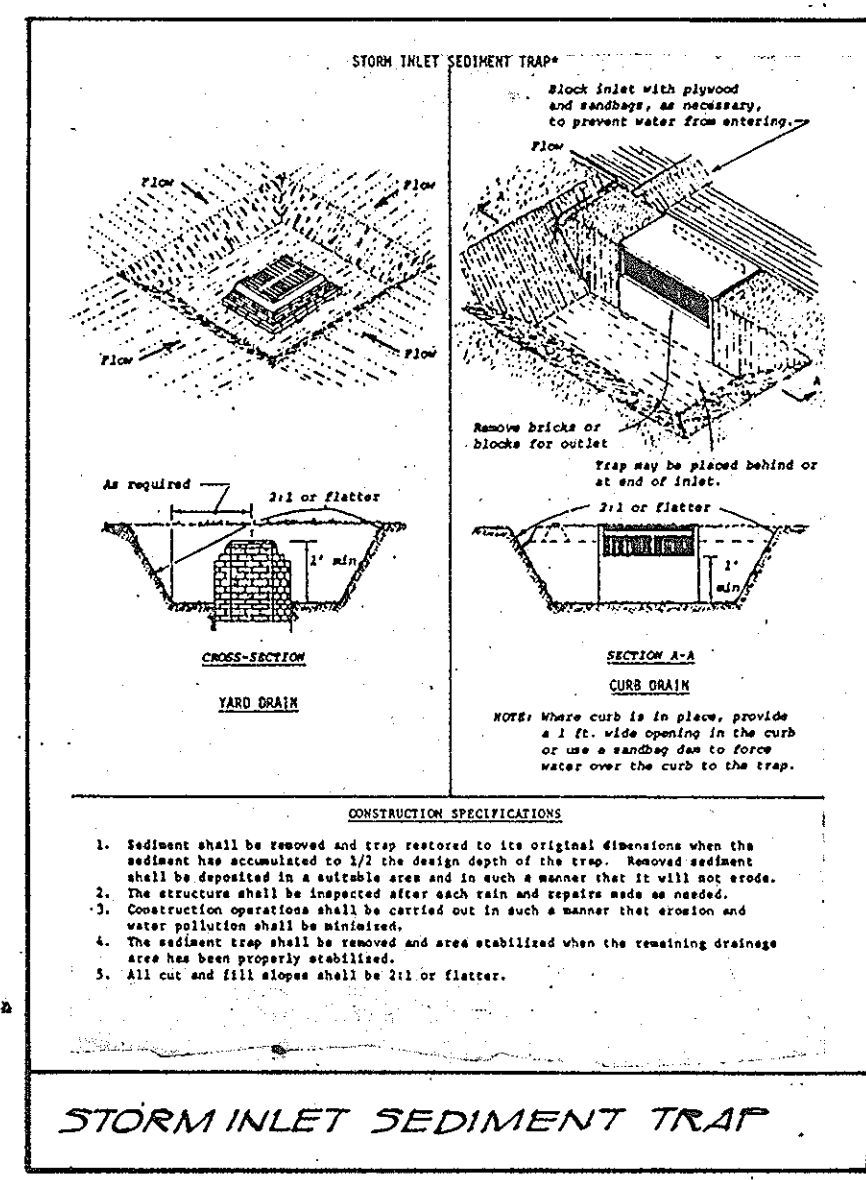 STORM INLET SEDIMENT TRAP*
Flow
Flow
Flow
Flow
As required
2:1 or flatter
1' min
CROSS-SECTION
YARD DRAIN
Block inlet with plywood
and sandbags, as necessary,
to prevent water from entering.
Flow
A
A
Remove bricks or
blocks for outlet
Trap may be placed behind or
at end of inlet.
2:1 or flatter
1'
min
SECTION A-A
CURB DRAIN
NOTE: Where curb is in place, provide
a 1 ft. wide opening in the curb
or use a sandbag dam to force
water over the curb to the trap.
CONSTRUCTION SPECIFICATIONS
1. Sediment shall be removed and trap restored to its original dimensions when the
sediment has accumulated to 1/2 the design depth of the trap. Removed sediment
shall be deposited in a suitable area and in such a manner that it will not erode.
2. The structure shall be inspected after each rain and repairs made as needed.
3. Construction operations shall be carried out in such a manner that erosion and
water pollution shall be minimized.
4. The sediment trap shall be removed and area stabilized when the remaining drainage
area has been properly stabilized.
5. All cut and fill slopes shall be 2:1 or flatter.
STORM INLET SEDIMENT TRAP